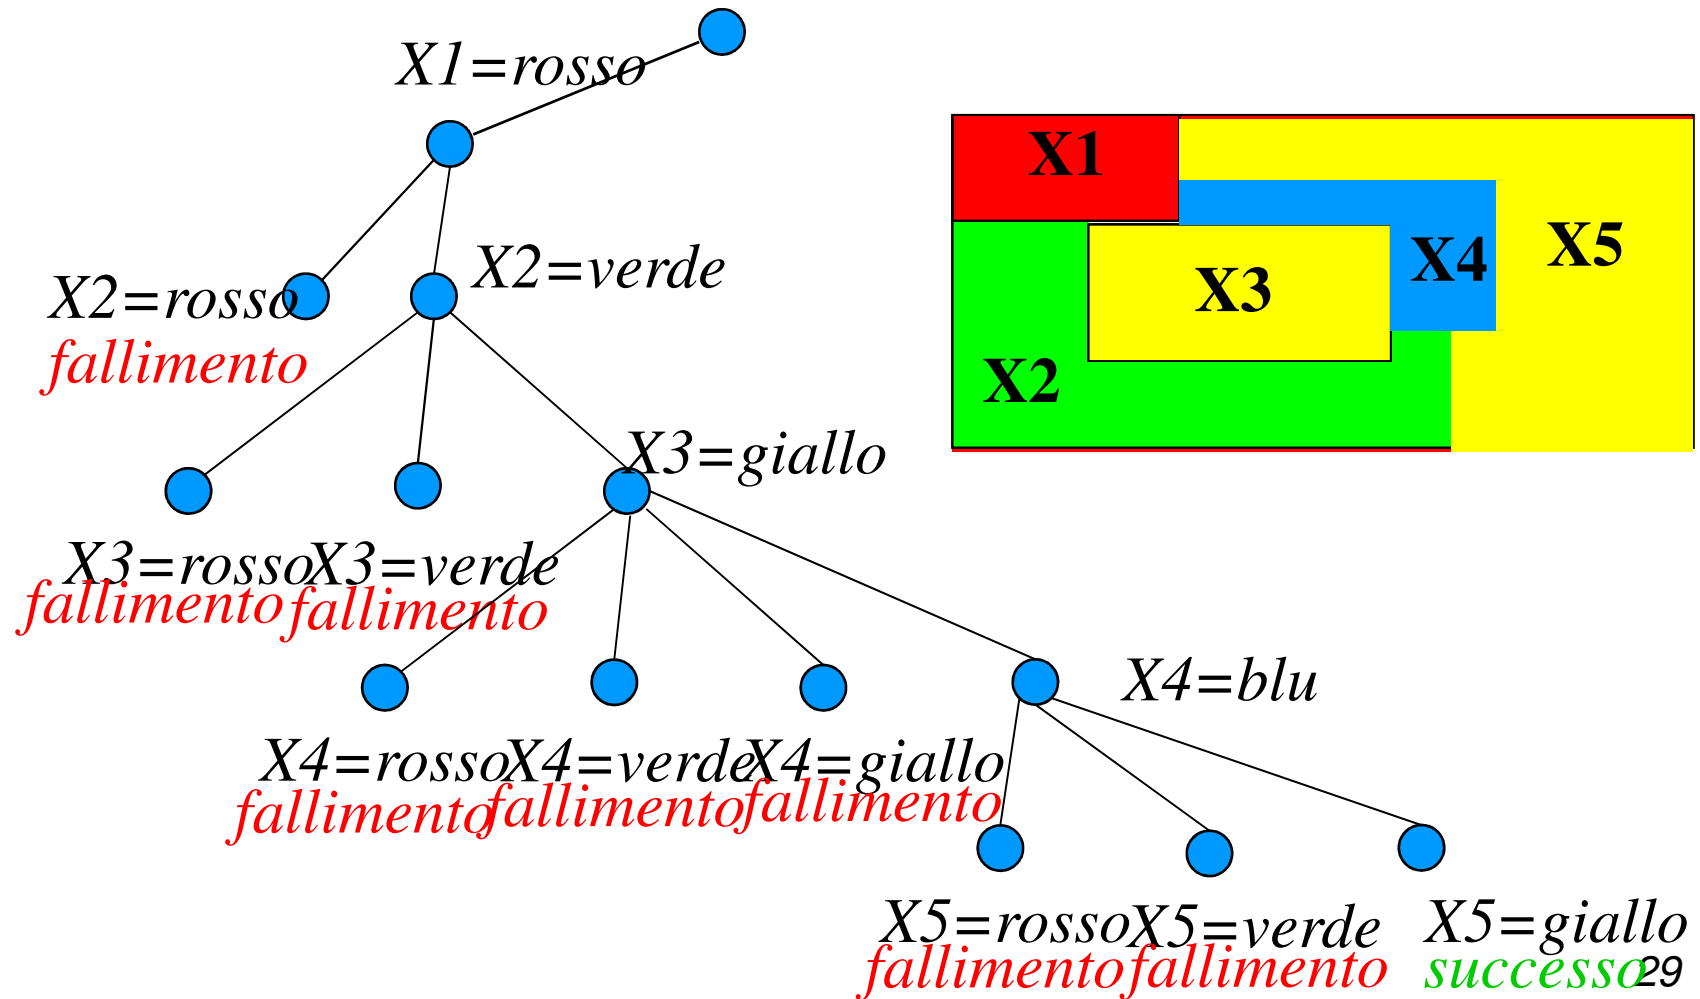 X1=rosso
X1
X5
X4
X3
X2
X2=rosso
fallimento
X2=verde
X3=giallo
X3=rosso
fallimento
X3=verde
fallimento
X4=rosso
fallimento
X4=verde
fallimento
X4=giallo
fallimento
X4=blu
X5=rosso
fallimento
X5=verde
fallimento
X5=giallo
successo
29